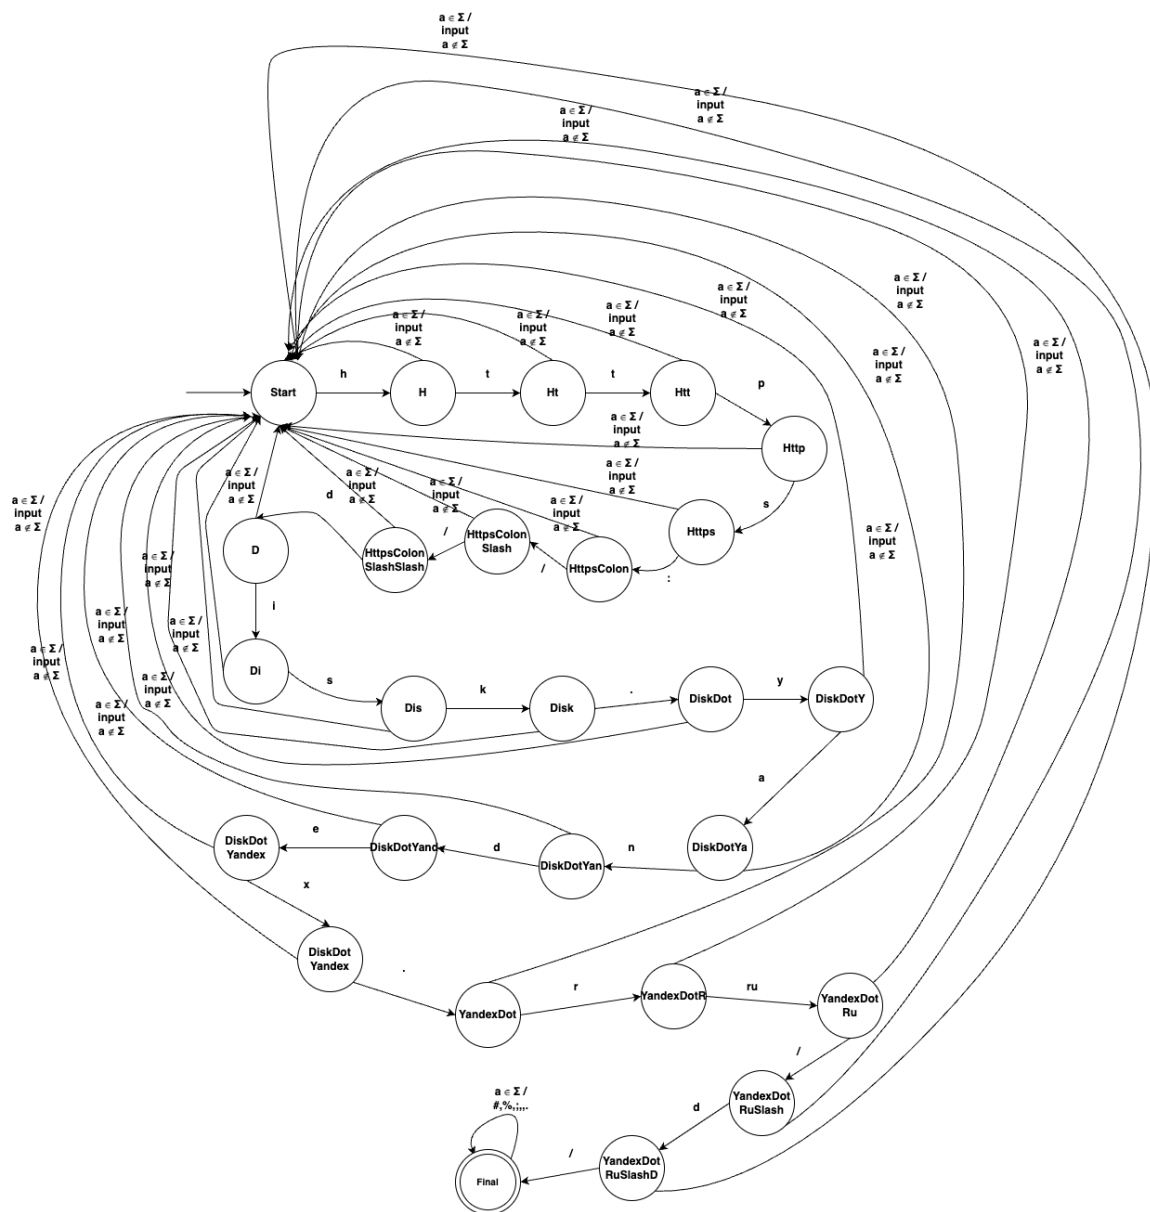 a ∈ Σ /
input
a ∉ Σ
a ∈ Σ /
input
a ∉ Σ
a ∈ Σ /
input
a ∉ Σ
a ∈ Σ /
input
a ∉ Σ
a ∈ Σ /
input
a ∉ Σ
a ∈ Σ /
input
a ∉ Σ
a ∈ Σ /
input
a ∉ Σ
a ∈ Σ /
input
a ∉ Σ
a ∈ Σ /
input
a ∉ Σ
a ∈ Σ /
input
a ∉ Σ
Start
h
H
t
Ht
t
Htt
p
Http
a ∈ Σ /
input
a ∉ Σ
a ∈ Σ /
input
a ∉ Σ
s
Https
:
HttpsColon
a ∈ Σ /
input
a ∉ Σ
/
HttpsColon
Slash
a ∈ Σ /
input
a ∉ Σ
/
HttpsColon
SlashSlash
a ∈ Σ /
input
a ∉ Σ
d
D
a ∈ Σ /
input
a ∉ Σ
a ∈ Σ /
input
a ∉ Σ
a ∈ Σ /
input
a ∉ Σ
a ∈ Σ /
input
a ∉ Σ
a ∈ Σ /
input
a ∉ Σ
a ∈ Σ /
input
a ∉ Σ
a ∈ Σ /
input
a ∉ Σ
a ∈ Σ /
input
a ∉ Σ
a ∈ Σ /
input
a ∉ Σ
i
Di
s
Dis
k
Disk
.
DiskDot
y
DiskDotY
a
DiskDotYa
n
DiskDotYan
d
DiskDotYand
e
DiskDot
Yandex
x
DiskDot
Yandex
.
YandexDot
r
YandexDotR
ru
YandexDot
Ru
/
YandexDot
RuSlash
d
YandexDot
RuSlashD
/
a ∈ Σ /
#,%,;,,.
Final